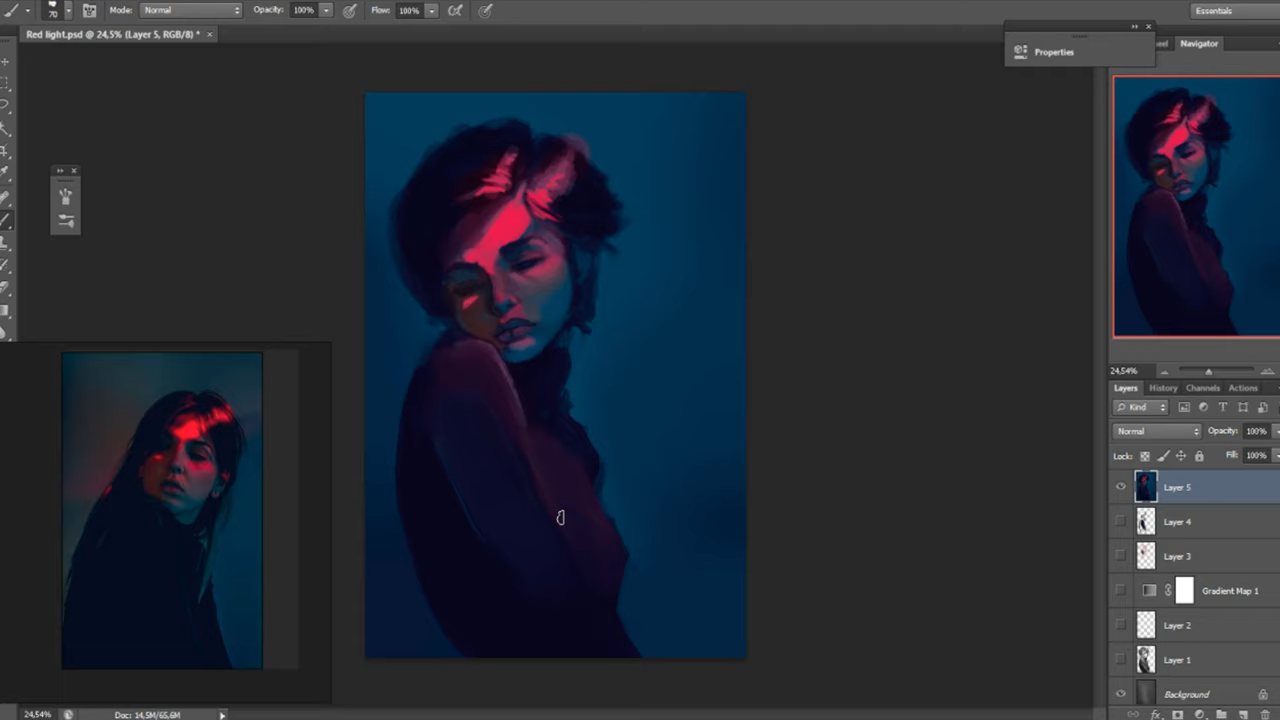 70 Mode: Normal Opacity: 100% Flow: 100% Essentials
Red light.psd @ 24,5% (Layer 5, RGB/8) * ×
Properties
Navigator
24,54%
Layers History Channels Actions
Kind
Normal Opacity: 100%
Lock: Fill: 100%
Layer 5
Layer 4
Layer 3
Gradient Map 1
Layer 2
Layer 1
Background
24,54% Doc: 14,5M/65,6M